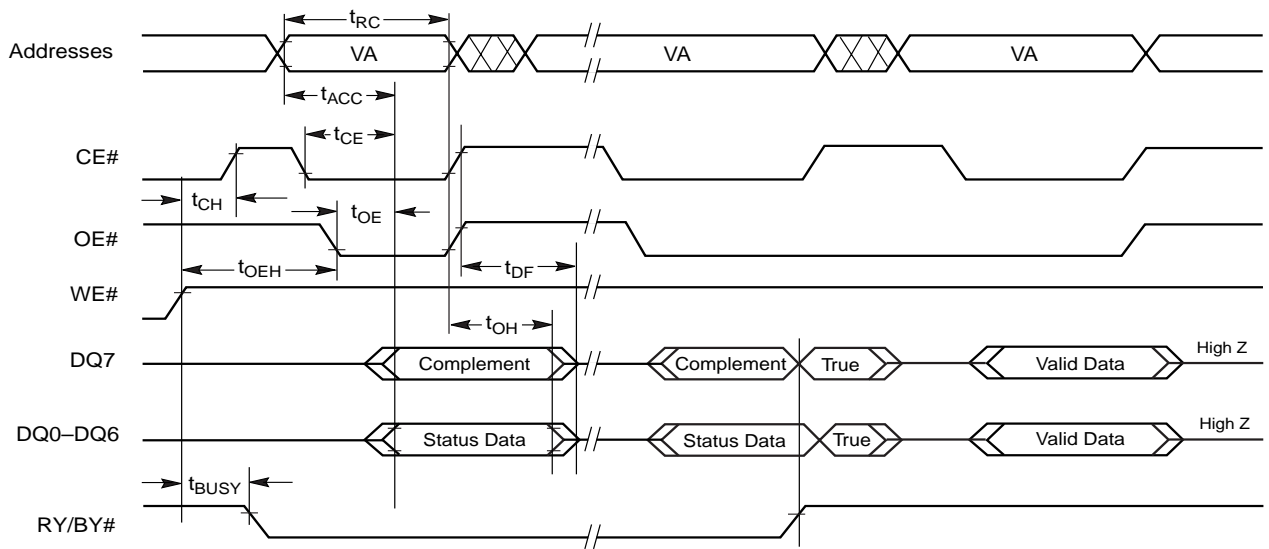 tRC
Addresses VA VA VA
tACC
tCE
CE#
tCH
tOE
OE#
tOEH tDF
WE#
tOH
DQ7 Complement Complement True Valid Data High Z
DQ0–DQ6 Status Data Status Data True Valid Data High Z
tBUSY
RY/BY#